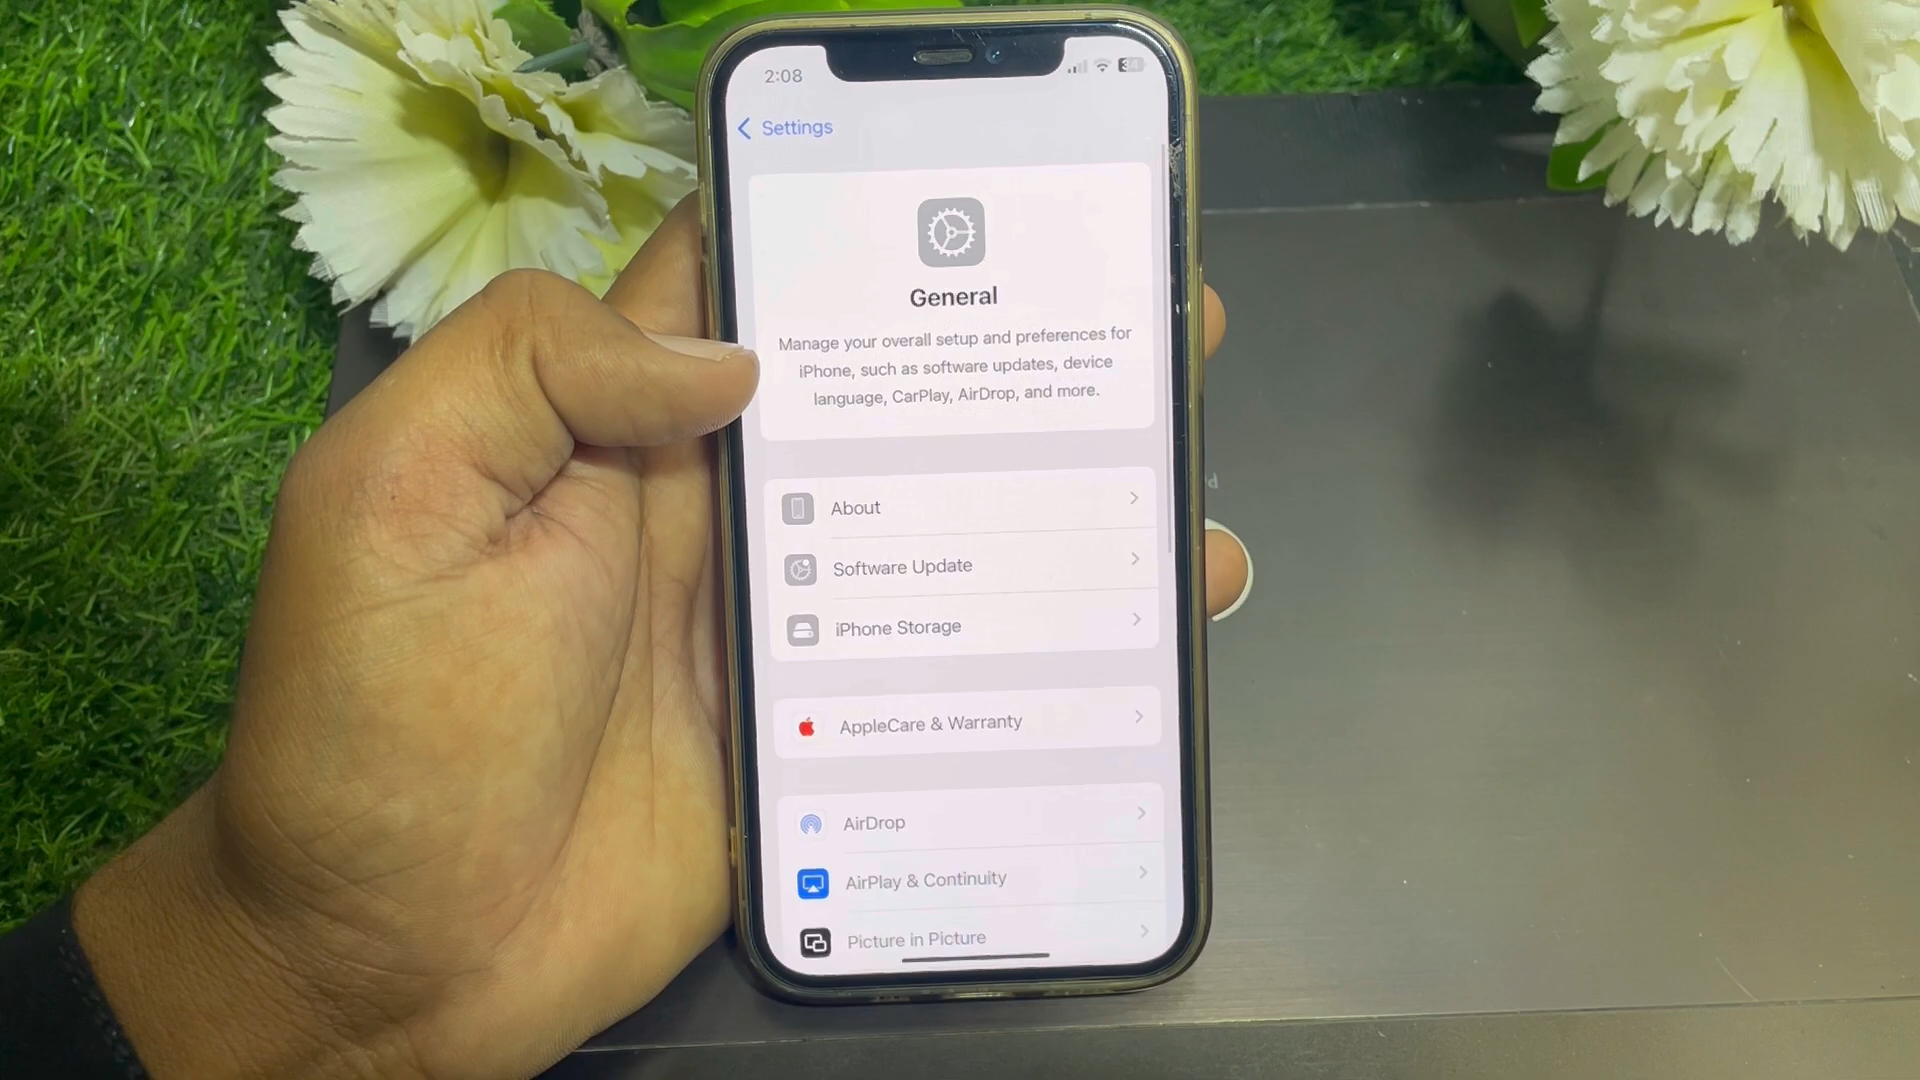 2:08
34
Settings
General
Manage your overall setup and preferences for
iPhone, such as software updates, device
language, CarPlay, AirDrop, and more.
About
Software Update
iPhone Storage
AppleCare & Warranty
AirDrop
AirPlay & Continuity
Picture in Picture